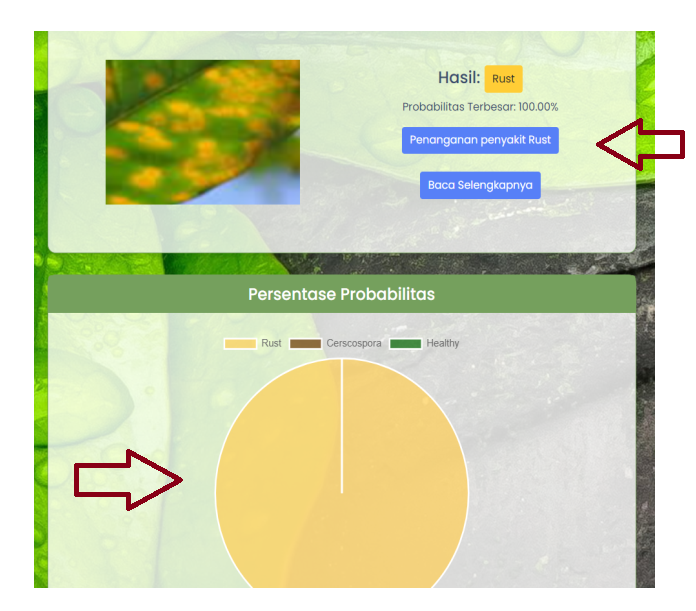 Hasil: Rust
Probabilitas Terbesar: 100.00%
Penanganan penyakit Rust
Baca Selengkapnya
Persentase Probabilitas
Rust Cerscospora Healthy